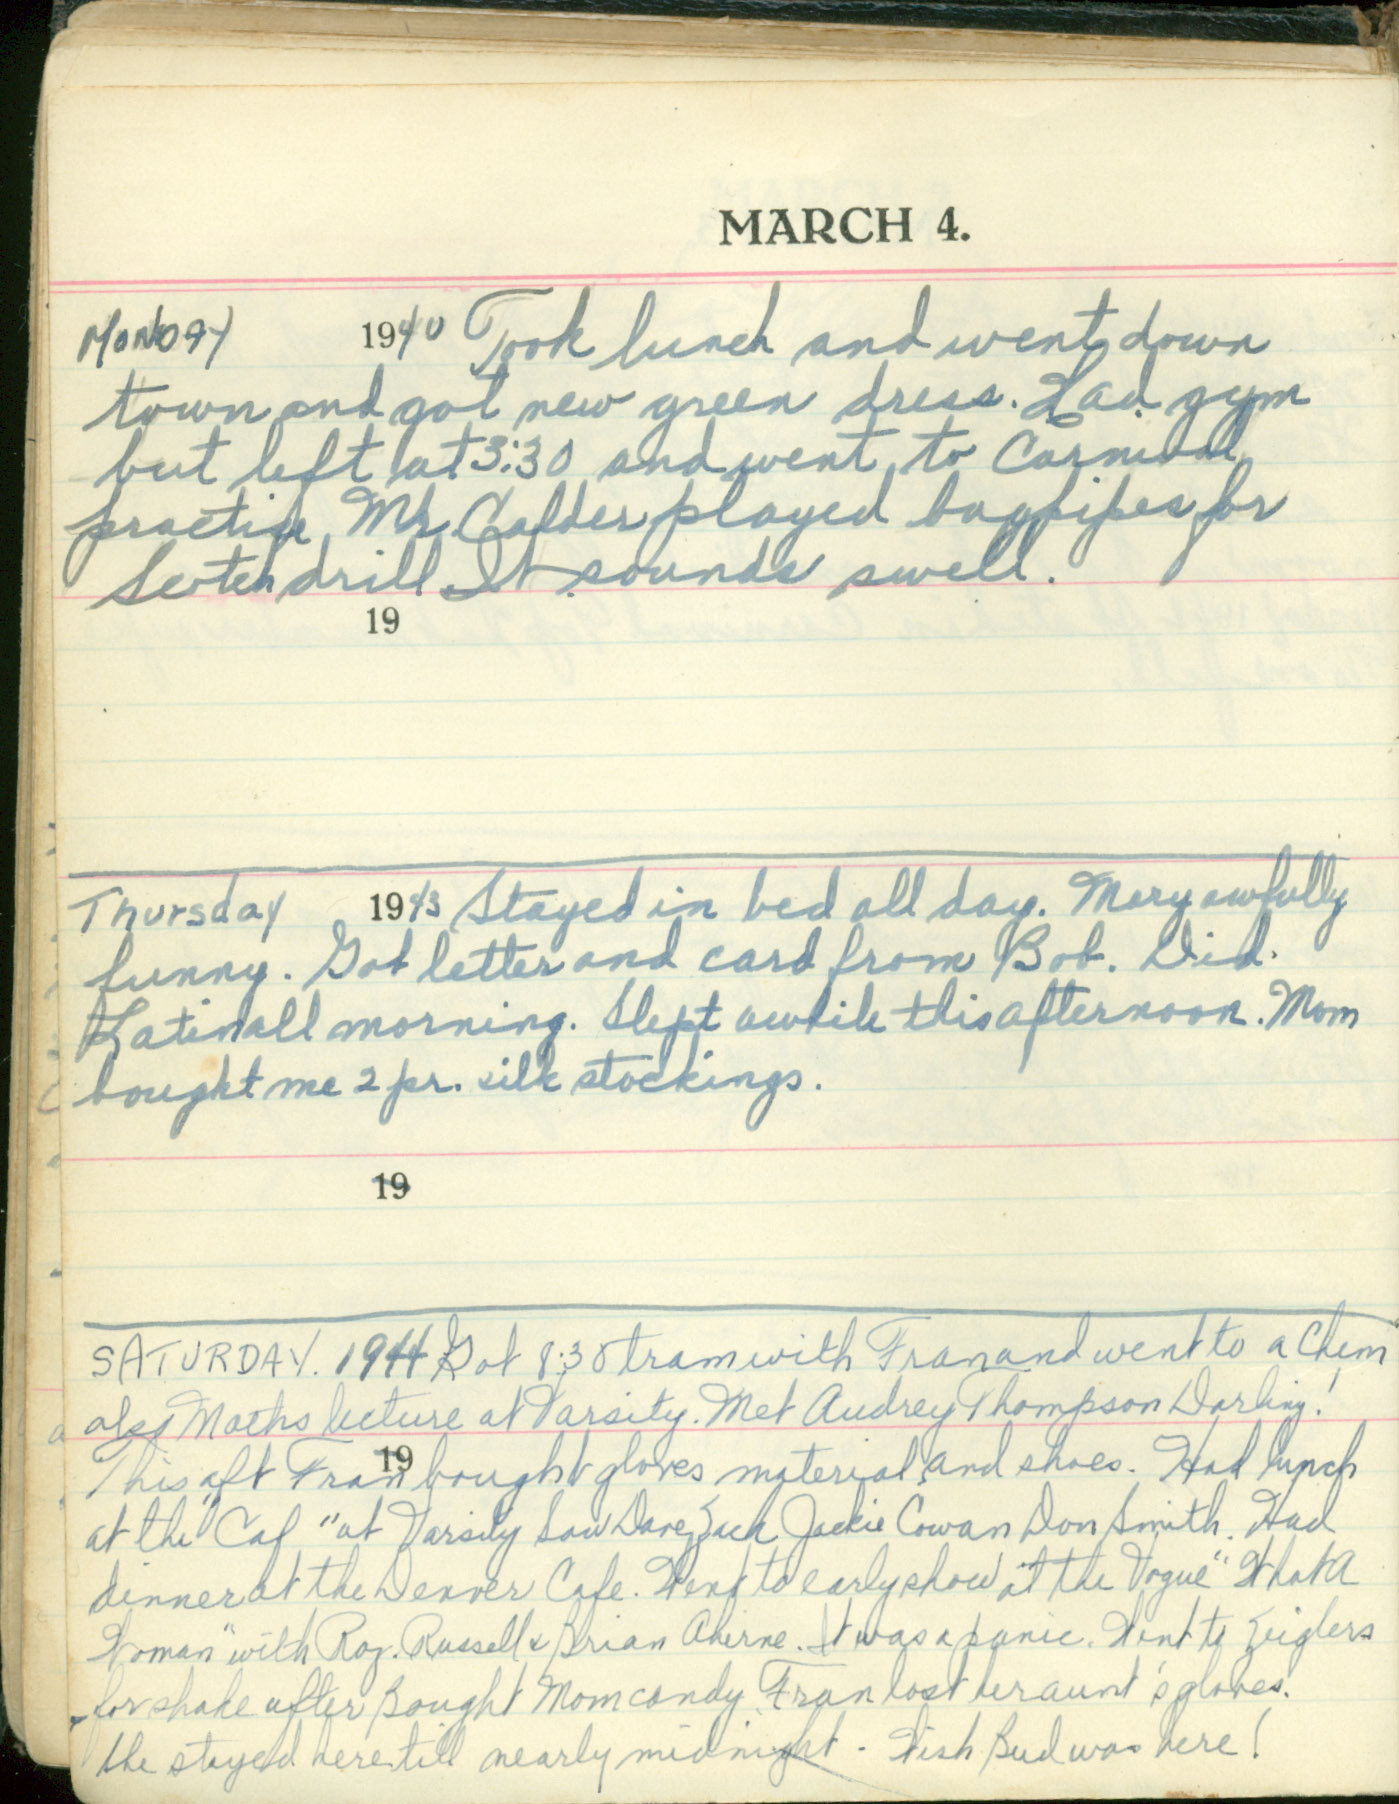 MARCH 4.
MONDAY 1940 Took lunch and went down
town and got new green dress. Had gym
but left at 3:30 and went to Carnival
practise Mr. Calder played bagpipes for
Scotch drill It sounds swell.
19
Thursday 1943 Stayed in bed all day. Mary awfully
funny. Got letter and card from Bob. Did
Latin all morning. Slept awhile this afternoon. Mom
bought me 2 pr. silk stockings.
19
SATURDAY. 1944 Got 8:30 tram with Fran and went to a Chem
also Maths lecture at Varsity. Met Audrey Thompson Darling!
19
This aft Fran bought gloves material and shoes. Had lunch
at the "Caf" at Varsity Saw Dave Jackie Cowan Don Smith. Had
dinner at the Denver Cafe. Went to early show at the Vogue "What A
Woman" with Roz. Russell & Brian Aherne. It was a panic. Went to Zeiglers
for shake after Bought Mom candy. Fran lost her aunt's gloves.
She stayed here till nearly midnight - Wish Bud was here!